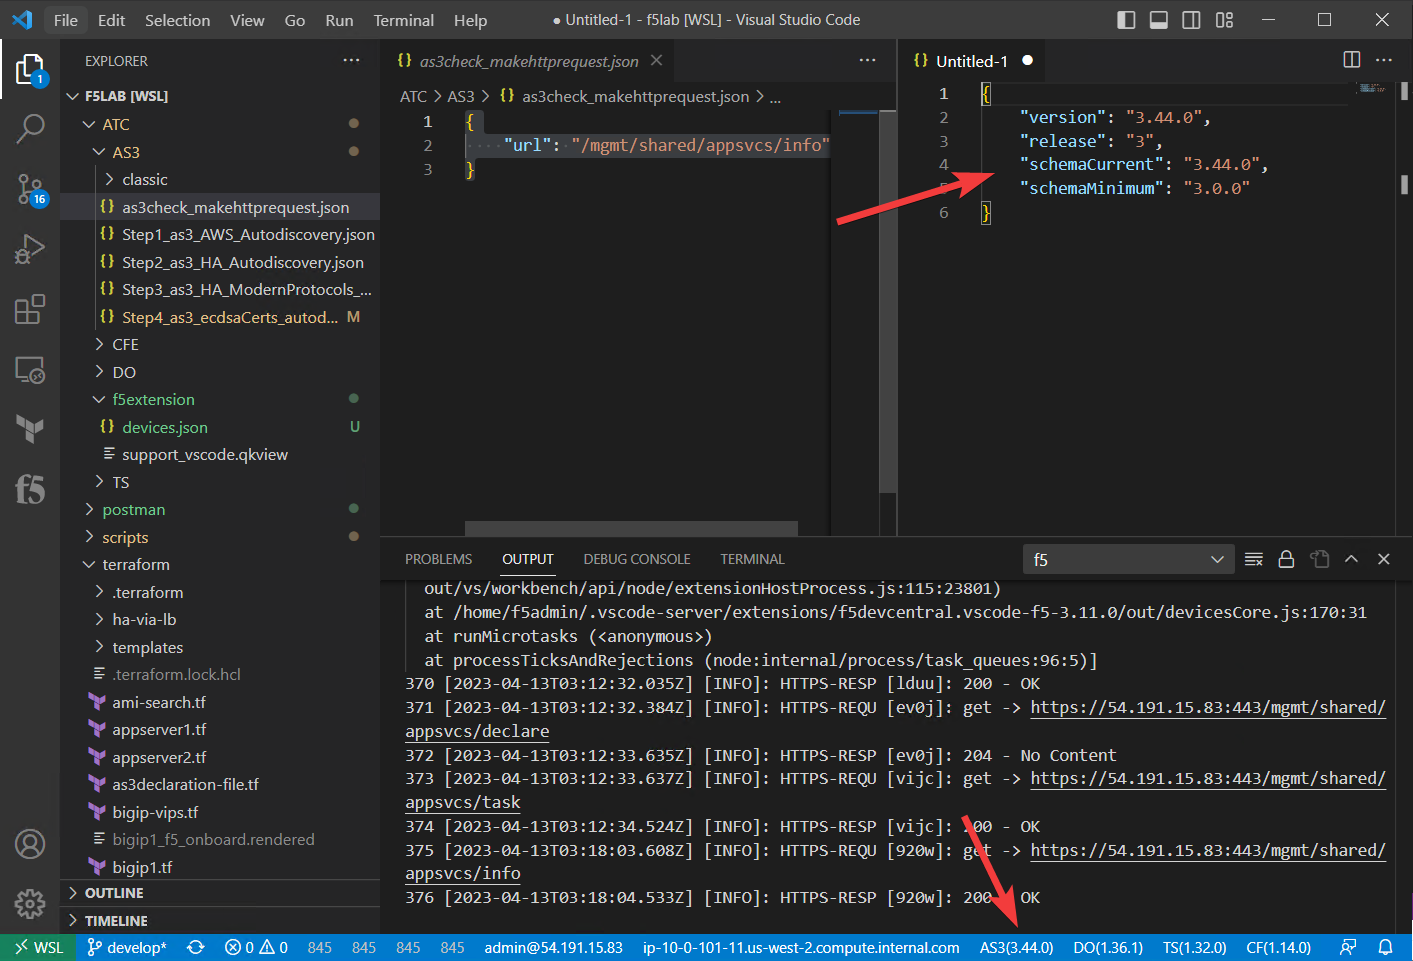 File Edit Selection View Go Run Terminal Help
● Untitled-1 - f5lab [WSL] - Visual Studio Code
EXPLORER ···
1
F5LAB [WSL]
ATC
AS3
classic
{} as3check_makehttprequest.json
{} Step1_as3_AWS_Autodiscovery.json
{} Step2_as3_HA_Autodiscovery.json
{} Step3_as3_HA_ModernProtocols_...
{} Step4_as3_ecdsaCerts_autod... M
CFE
DO
f5extension
{} devices.json U
support_vscode.qkview
TS
postman
scripts
terraform
.terraform
ha-via-lb
templates
.terraform.lock.hcl
ami-search.tf
appserver1.tf
appserver2.tf
as3declaration-file.tf
bigip-vips.tf
bigip1_f5_onboard.rendered
bigip1.tf
OUTLINE
TIMELINE
16
f5
{} as3check_makehttprequest.json ···
ATC > AS3 > {} as3check_makehttprequest.json > ...
1 {
2 ····"url":·"/mgmt/shared/appsvcs/info"
3 }
{} Untitled-1 ● ···
1 {
2 "version": "3.44.0",
3 "release": "3",
4 "schemaCurrent": "3.44.0",
5 "schemaMinimum": "3.0.0"
6 }
PROBLEMS OUTPUT DEBUG CONSOLE TERMINAL f5
out/vs/workbench/api/node/extensionHostProcess.js:115:23801)
at /home/f5admin/.vscode-server/extensions/f5devcentral.vscode-f5-3.11.0/out/devicesCore.js:170:31
at runMicrotasks (<anonymous>)
at processTicksAndRejections (node:internal/process/task_queues:96:5)]
370 [2023-04-13T03:12:32.035Z] [INFO]: HTTPS-RESP [lduu]: 200 - OK
371 [2023-04-13T03:12:32.384Z] [INFO]: HTTPS-REQU [ev0j]: get -> https://54.191.15.83:443/mgmt/shared/
appsvcs/declare
372 [2023-04-13T03:12:33.635Z] [INFO]: HTTPS-RESP [ev0j]: 204 - No Content
373 [2023-04-13T03:12:33.637Z] [INFO]: HTTPS-REQU [vijc]: get -> https://54.191.15.83:443/mgmt/shared/
appsvcs/task
374 [2023-04-13T03:12:34.524Z] [INFO]: HTTPS-RESP [vijc]: 200 - OK
375 [2023-04-13T03:18:03.608Z] [INFO]: HTTPS-REQU [920w]: get -> https://54.191.15.83:443/mgmt/shared/
appsvcs/info
376 [2023-04-13T03:18:04.533Z] [INFO]: HTTPS-RESP [920w]: 200 - OK
WSL develop* 0 0 845 845 845 845 admin@54.191.15.83 ip-10-0-101-11.us-west-2.compute.internal.com AS3(3.44.0) DO(1.36.1) TS(1.32.0) CF(1.14.0)